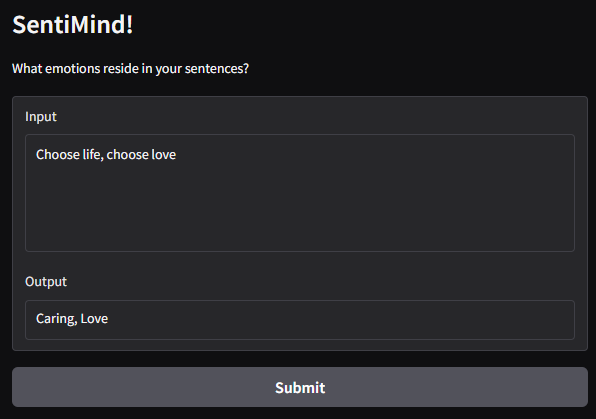 SentiMind!
What emotions reside in your sentences?
Input
Choose life, choose love
Output
Caring, Love
Submit